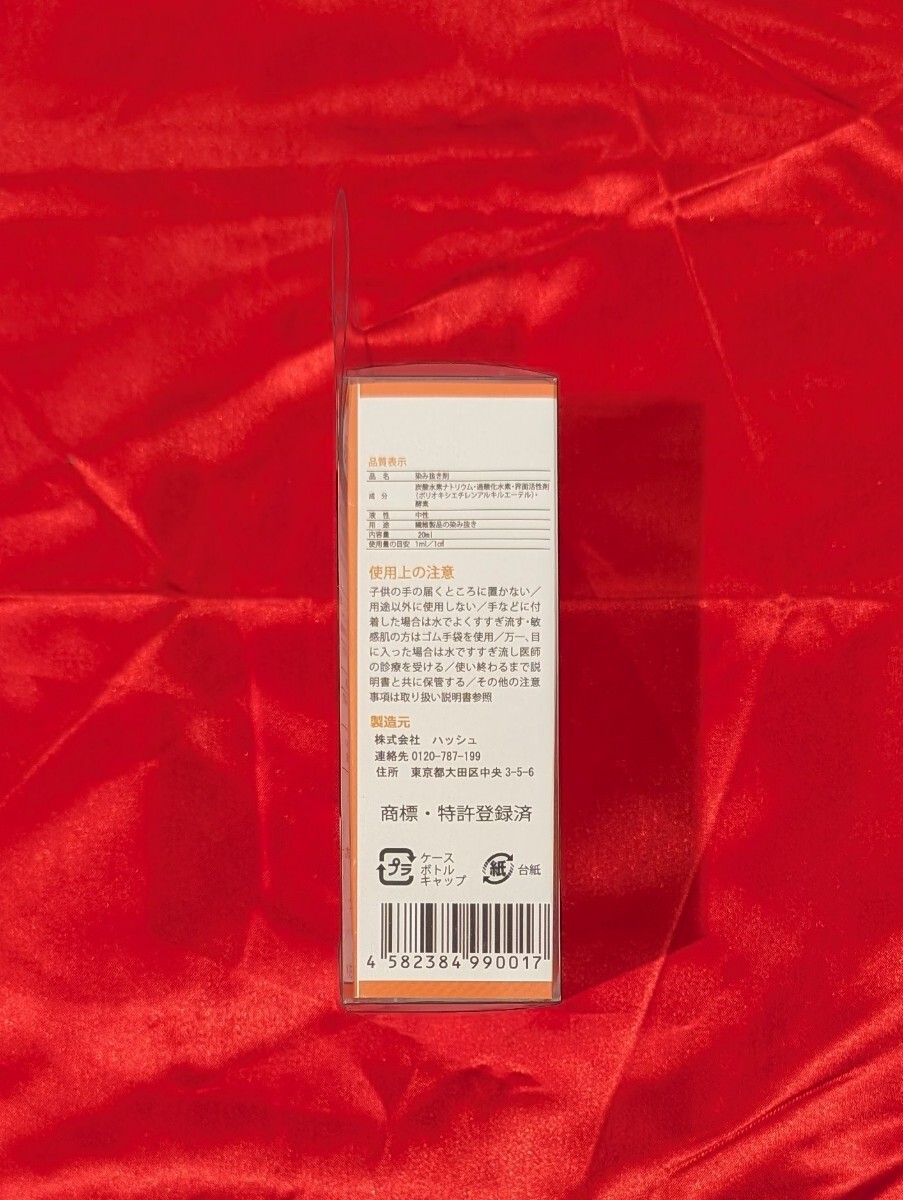 品質表示
品 名 染み抜き剤
成 分 炭酸水素ナトリウム・過酸化水素・界面活性剤
(ポリオキシエチレンアルキルエーテル)・
酵素
液 性 中性
用 途 繊維製品の染み抜き
内容量 20ml
使用量の目安 1ml/1㎠
使用上の注意
子供の手の届くところに置かない/
用途以外に使用しない/手などに付
着した場合は水でよくすすぎ流す・敏
感肌の方はゴム手袋を使用/万一、目
に入った場合は水ですすぎ流し医師
の診療を受ける/使い終わるまで説
明書と共に保管する/その他の注意
事項は取り扱い説明書参照
製造元
株式会社 ハッシュ
連絡先 0120-787-199
住所 東京都大田区中央 3-5-6
商標・特許登録済
プラ ケース
ボトル
キャップ
紙 台紙
4 582384 990017